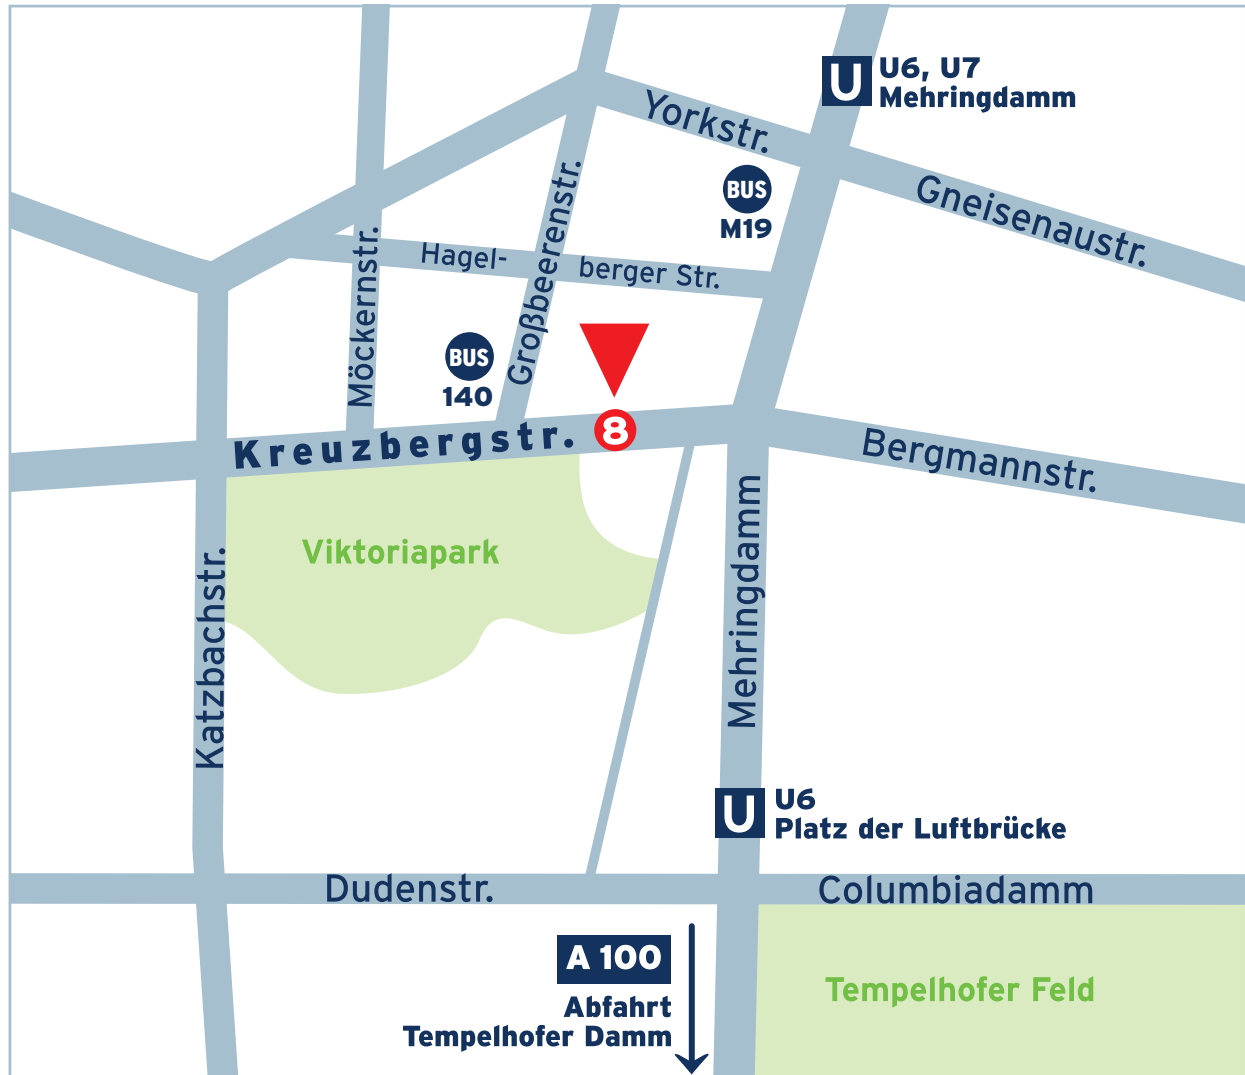 U
U6, U7
Mehringdamm
Yorkstr.
BUS
M19
Gneisenaustr.
Hagel-
berger Str.
Möckernstr.
Großbeerenstr.
BUS
140
Kreuzbergstr.
8
Bergmannstr.
Viktoriapark
Katzbachstr.
Mehringdamm
U
U6
Platz der Luftbrücke
Dudenstr.
Columbiadamm
A 100
Abfahrt
Tempelhofer Damm
Tempelhofer Feld